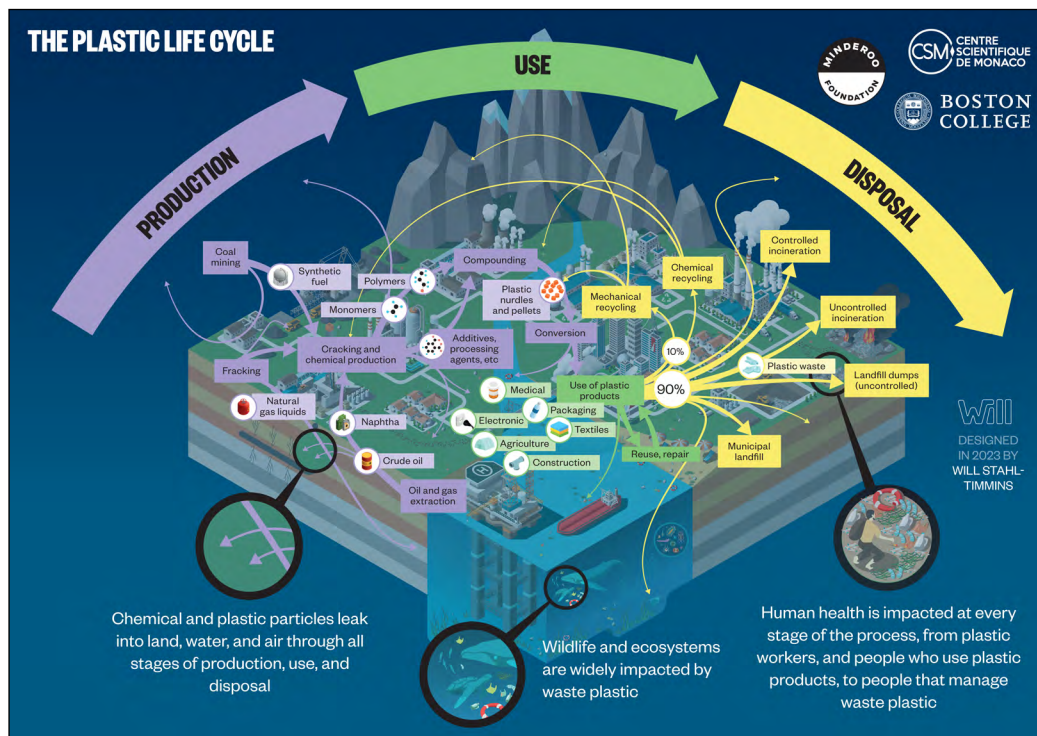 THE PLASTIC LIFE CYCLE
PRODUCTION
USE
DISPOSAL
MINDEROO
FOUNDATION
CSM
CENTRE
SCIENTIFIQUE
DE MONACO
BOSTON
COLLEGE
Coal
mining
Synthetic
fuel
Polymers
Monomers
Compounding
Plastic
nurdles
and pellets
Mechanical
recycling
Chemical
recycling
Controlled
incineration
Uncontrolled
incineration
Cracking and
chemical production
Additives,
processing
agents, etc
Conversion
10%
90%
Plastic waste
Landfill dumps
(uncontrolled)
Fracking
Natural
gas liquids
Naphtha
Crude oil
Oil and gas
extraction
Medical
Packaging
Electronic
Textiles
Agriculture
Construction
Use of plastic
products
Reuse, repair
Municipal
landfill
Will
DESIGNED
IN 2023 BY
WILL STAHL-
TIMMINS
Chemical and plastic particles leak
into land, water, and air through all
stages of production, use, and
disposal
Wildlife and ecosystems
are widely impacted by
waste plastic
Human health is impacted at every
stage of the process, from plastic
workers, and people who use plastic
products, to people that manage
waste plastic